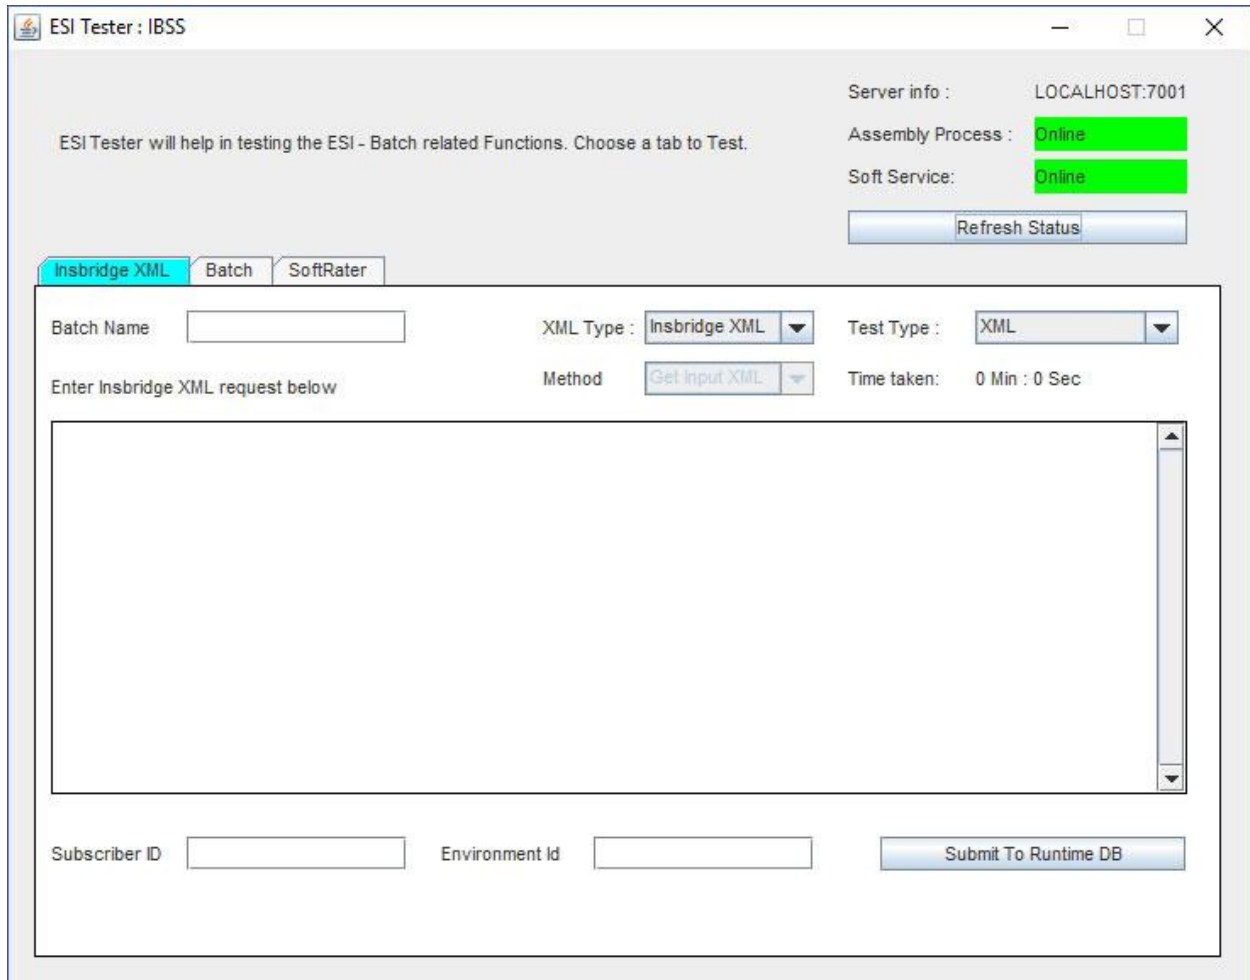 ESI Tester : IBSS
Server info : LOCALHOST:7001
ESI Tester will help in testing the ESI - Batch related Functions. Choose a tab to Test.
Assembly Process : Online
Soft Service: Online
Refresh Status
Insbridge XML Batch SoftRater
Batch Name XML Type : Insbridge XML Test Type : XML
Enter Insbridge XML request below Method Get Input XML Time taken: 0 Min : 0 Sec
Subscriber ID Environment Id Submit To Runtime DB